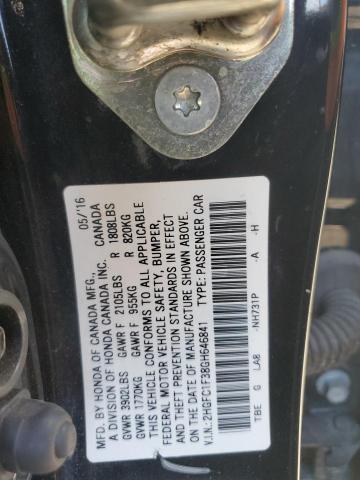 MFD. BY HONDA OF CANADA MFG., 05/'16
A DIVISION OF HONDA CANADA INC. CANADA
GVWR 3902LBS GAWR F 2105LBS R 1808LBS
GVWR 1770KG GAWR F 955KG R 820KG
THIS VEHICLE CONFORMS TO ALL APPLICABLE
FEDERAL MOTOR VEHICLE SAFETY, BUMPER,
AND THEFT PREVENTION STANDARDS IN EFFECT
ON THE DATE OF MANUFACTURE SHOWN ABOVE.
V.I.N.:2HGFC1F38GH646841 TYPE: PASSENGER CAR
TBE G LA8 -NH731P -A -H